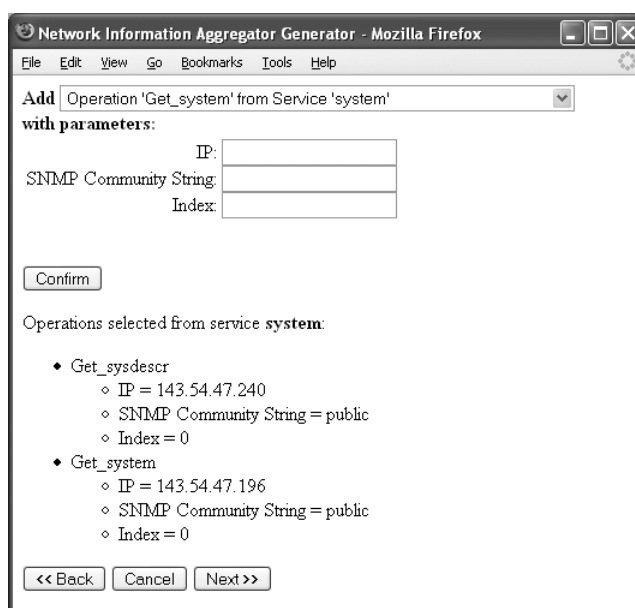 Network Information Aggregator Generator - Mozilla Firefox
File Edit View Go Bookmarks Tools Help
Add Operation 'Get_system' from Service 'system'
with parameters:
IP:
SNMP Community String:
Index:
Confirm
Operations selected from service system:
Get_sysdescr
IP = 143.54.47.240
SNMP Community String = public
Index = 0
Get_system
IP = 143.54.47.196
SNMP Community String = public
Index = 0
<< Back Cancel Next >>